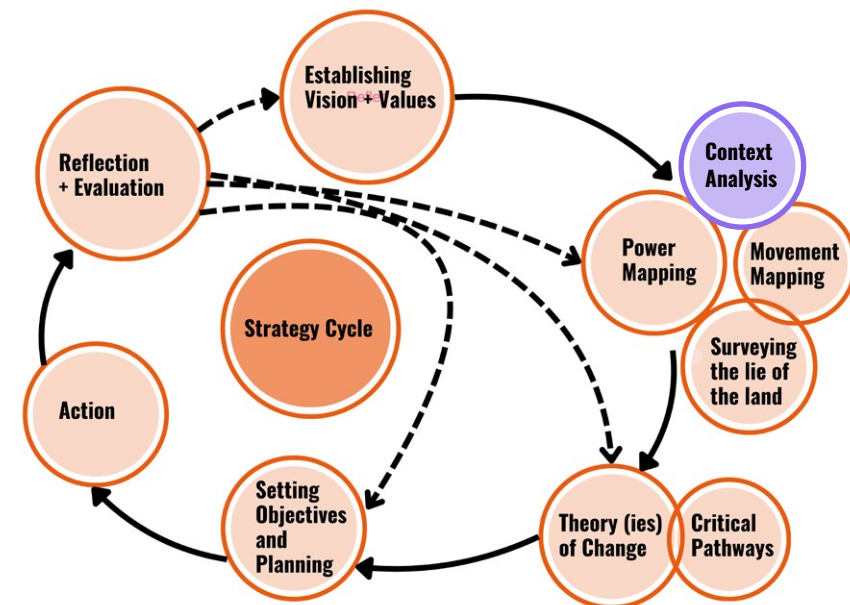 Establishing
Vision + Values
Context
Analysis
Reflection
+ Evaluation
Power
Mapping
Movement
Mapping
Strategy Cycle
Surveying
the lie of
the land
Action
Setting
Objectives
and
Planning
Theory (ies)
of Change
Critical
Pathways